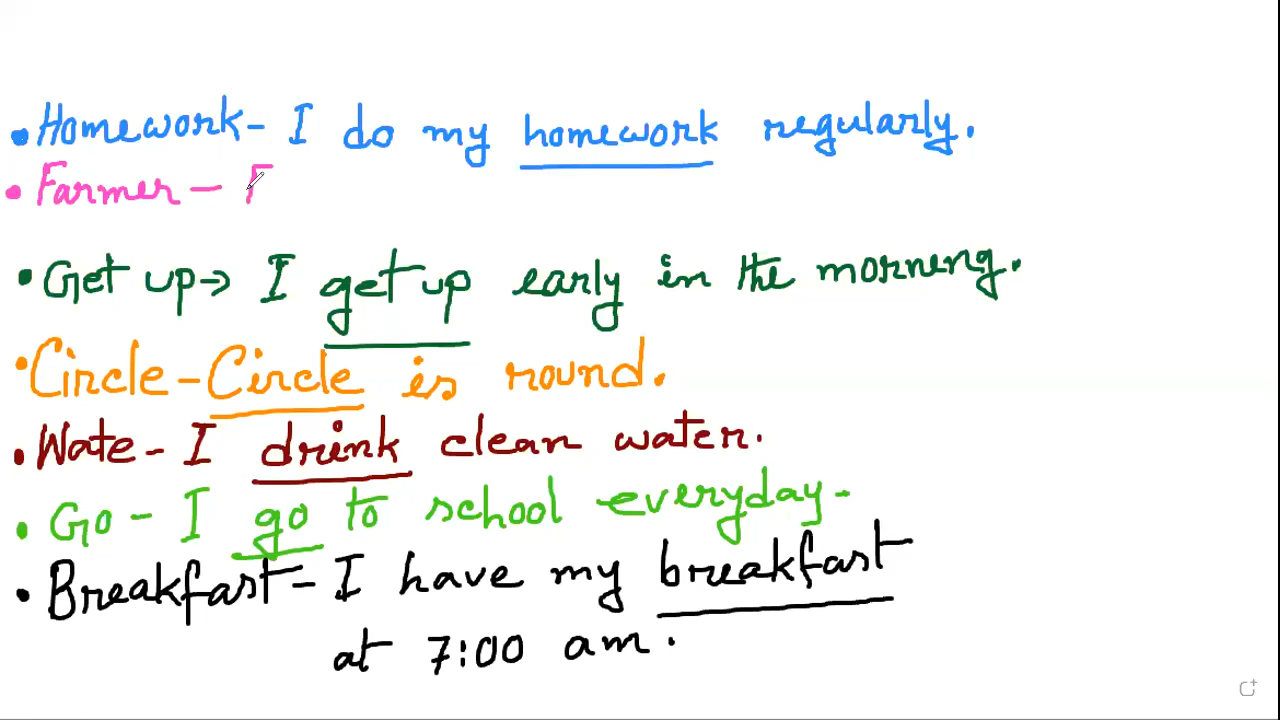 • Homework - I do my homework regularly.
• Farmer - F
• Get up → I get up early in the morneng.
• Circle - Circle is round.
• Wate - I drink clean water.
• Go - I go to school everyday -
• Breakfast - I have my breakfast
at 7:00 am.